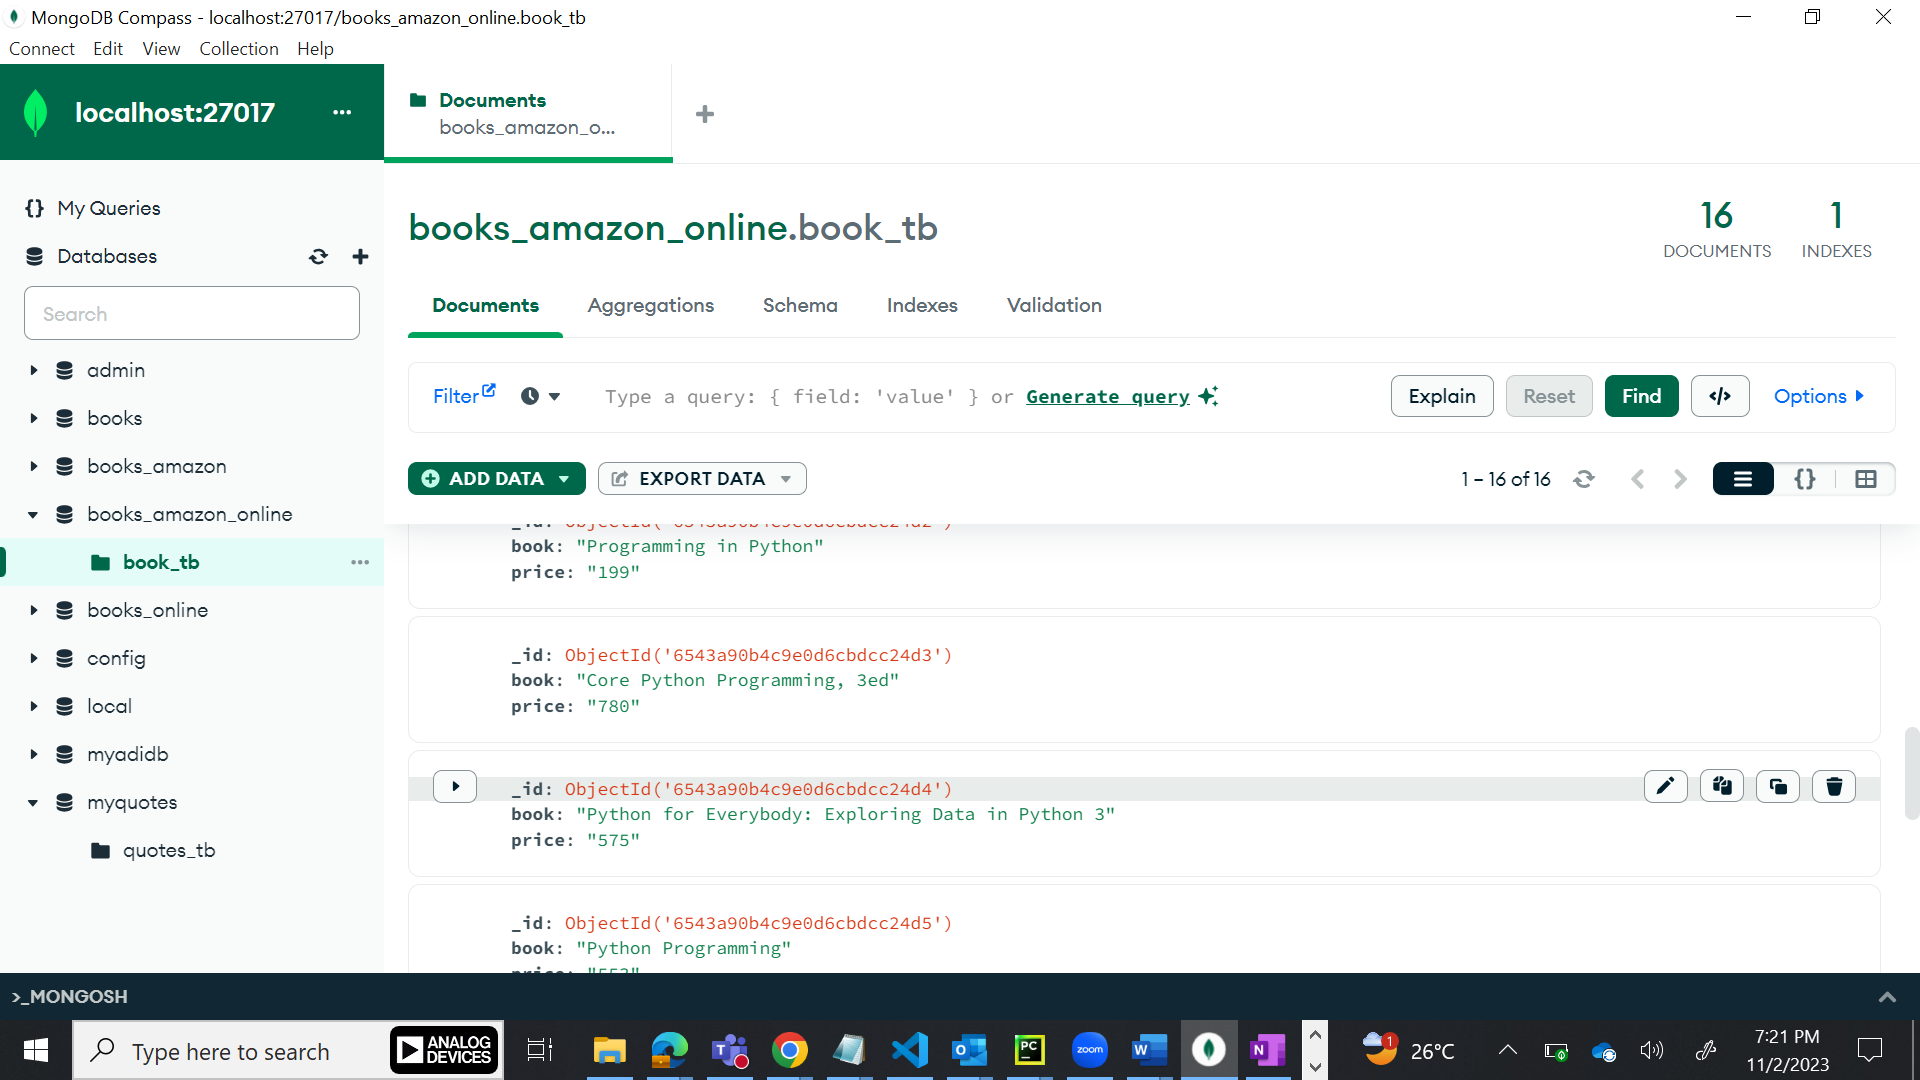 MongoDB Compass - localhost:27017/books_amazon_online.book_tb
Connect Edit View Collection Help
localhost:27017 ...
Documents
books_amazon_o...
My Queries
Databases
Search
admin
books
books_amazon
books_amazon_online
book_tb
books_online
config
local
myadidb
myquotes
quotes_tb
books_amazon_online.book_tb
16
DOCUMENTS
1
INDEXES
Documents Aggregations Schema Indexes Validation
Filter Type a query: { field: 'value' } or Generate query Explain Reset Find </> Options
ADD DATA EXPORT DATA 1 – 16 of 16 {}
book: "Programming in Python"
price: "199"
_id: ObjectId('6543a90b4c9e0d6cbdcc24d3')
book: "Core Python Programming, 3ed"
price: "780"
_id: ObjectId('6543a90b4c9e0d6cbdcc24d4')
book: "Python for Everybody: Exploring Data in Python 3"
price: "575"
_id: ObjectId('6543a90b4c9e0d6cbdcc24d5')
book: "Python Programming"
>_MONGOSH
Type here to search
ANALOG
DEVICES
PC
zoom
1
26°C
7:21 PM
11/2/2023